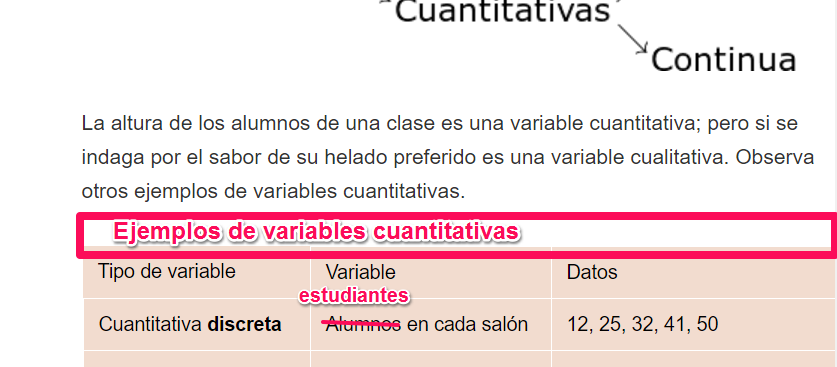 Cuantitativas
Continua
La altura de los alumnos de una clase es una variable cuantitativa; pero si se
indaga por el sabor de su helado preferido es una variable cualitativa. Observa
otros ejemplos de variables cuantitativas.
Ejemplos de variables cuantitativas
Tipo de variable Variable Datos
estudiantes
Cuantitativa discreta Alumnos en cada salón 12, 25, 32, 41, 50